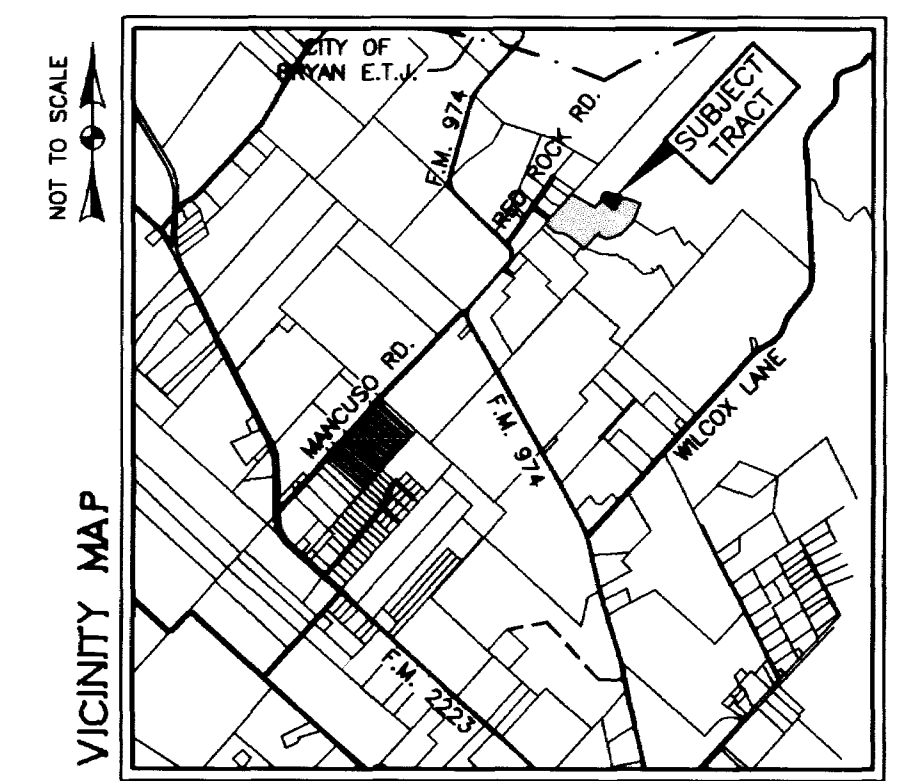 VICINITY MAP
NOT TO SCALE
CITY OF
BRYAN E.T.J.
F.M. 974
RED ROCK RD.
SUBJECT
TRACT
MANCUSO RD.
F.M. 974
WILCOX LANE
F.M. 2223